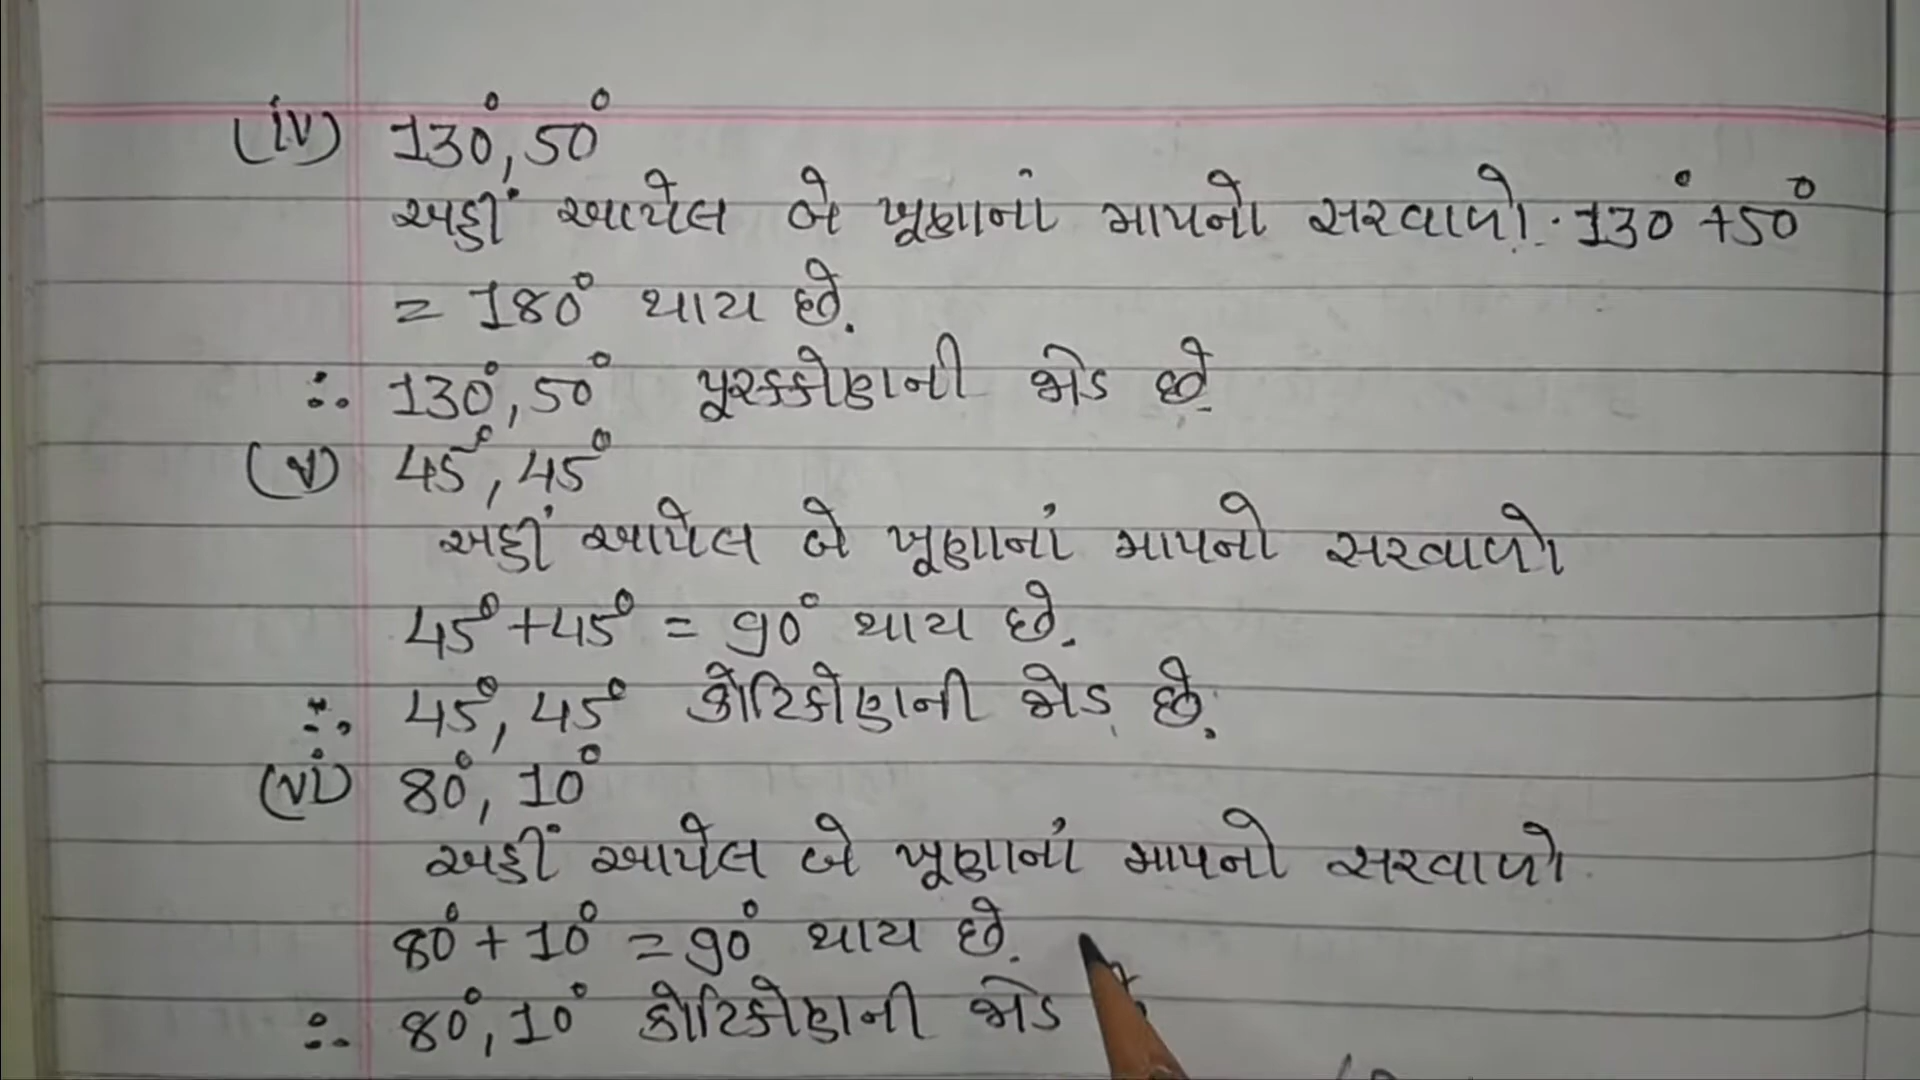 (iv) 130°, 50°
અહીં આપેલ બે ખૂણાનાં માપનો સરવાળો 130° + 50°
= 180° થાય છે.
∴ 130°, 50° પૂરકકોણની જોડ છે.
(v) 45°, 45°
અહીં આપેલ બે ખૂણાનાં માપનો સરવાળો
45° + 45° = 90° થાય છે.
∴ 45°, 45° કોટિકોણની જોડ છે.
(vi) 80°, 10°
અહીં આપેલ બે ખૂણાનાં માપનો સરવાળો
80° + 10° = 90° થાય છે.
∴ 80°, 10° કોટિકોણની જોડ